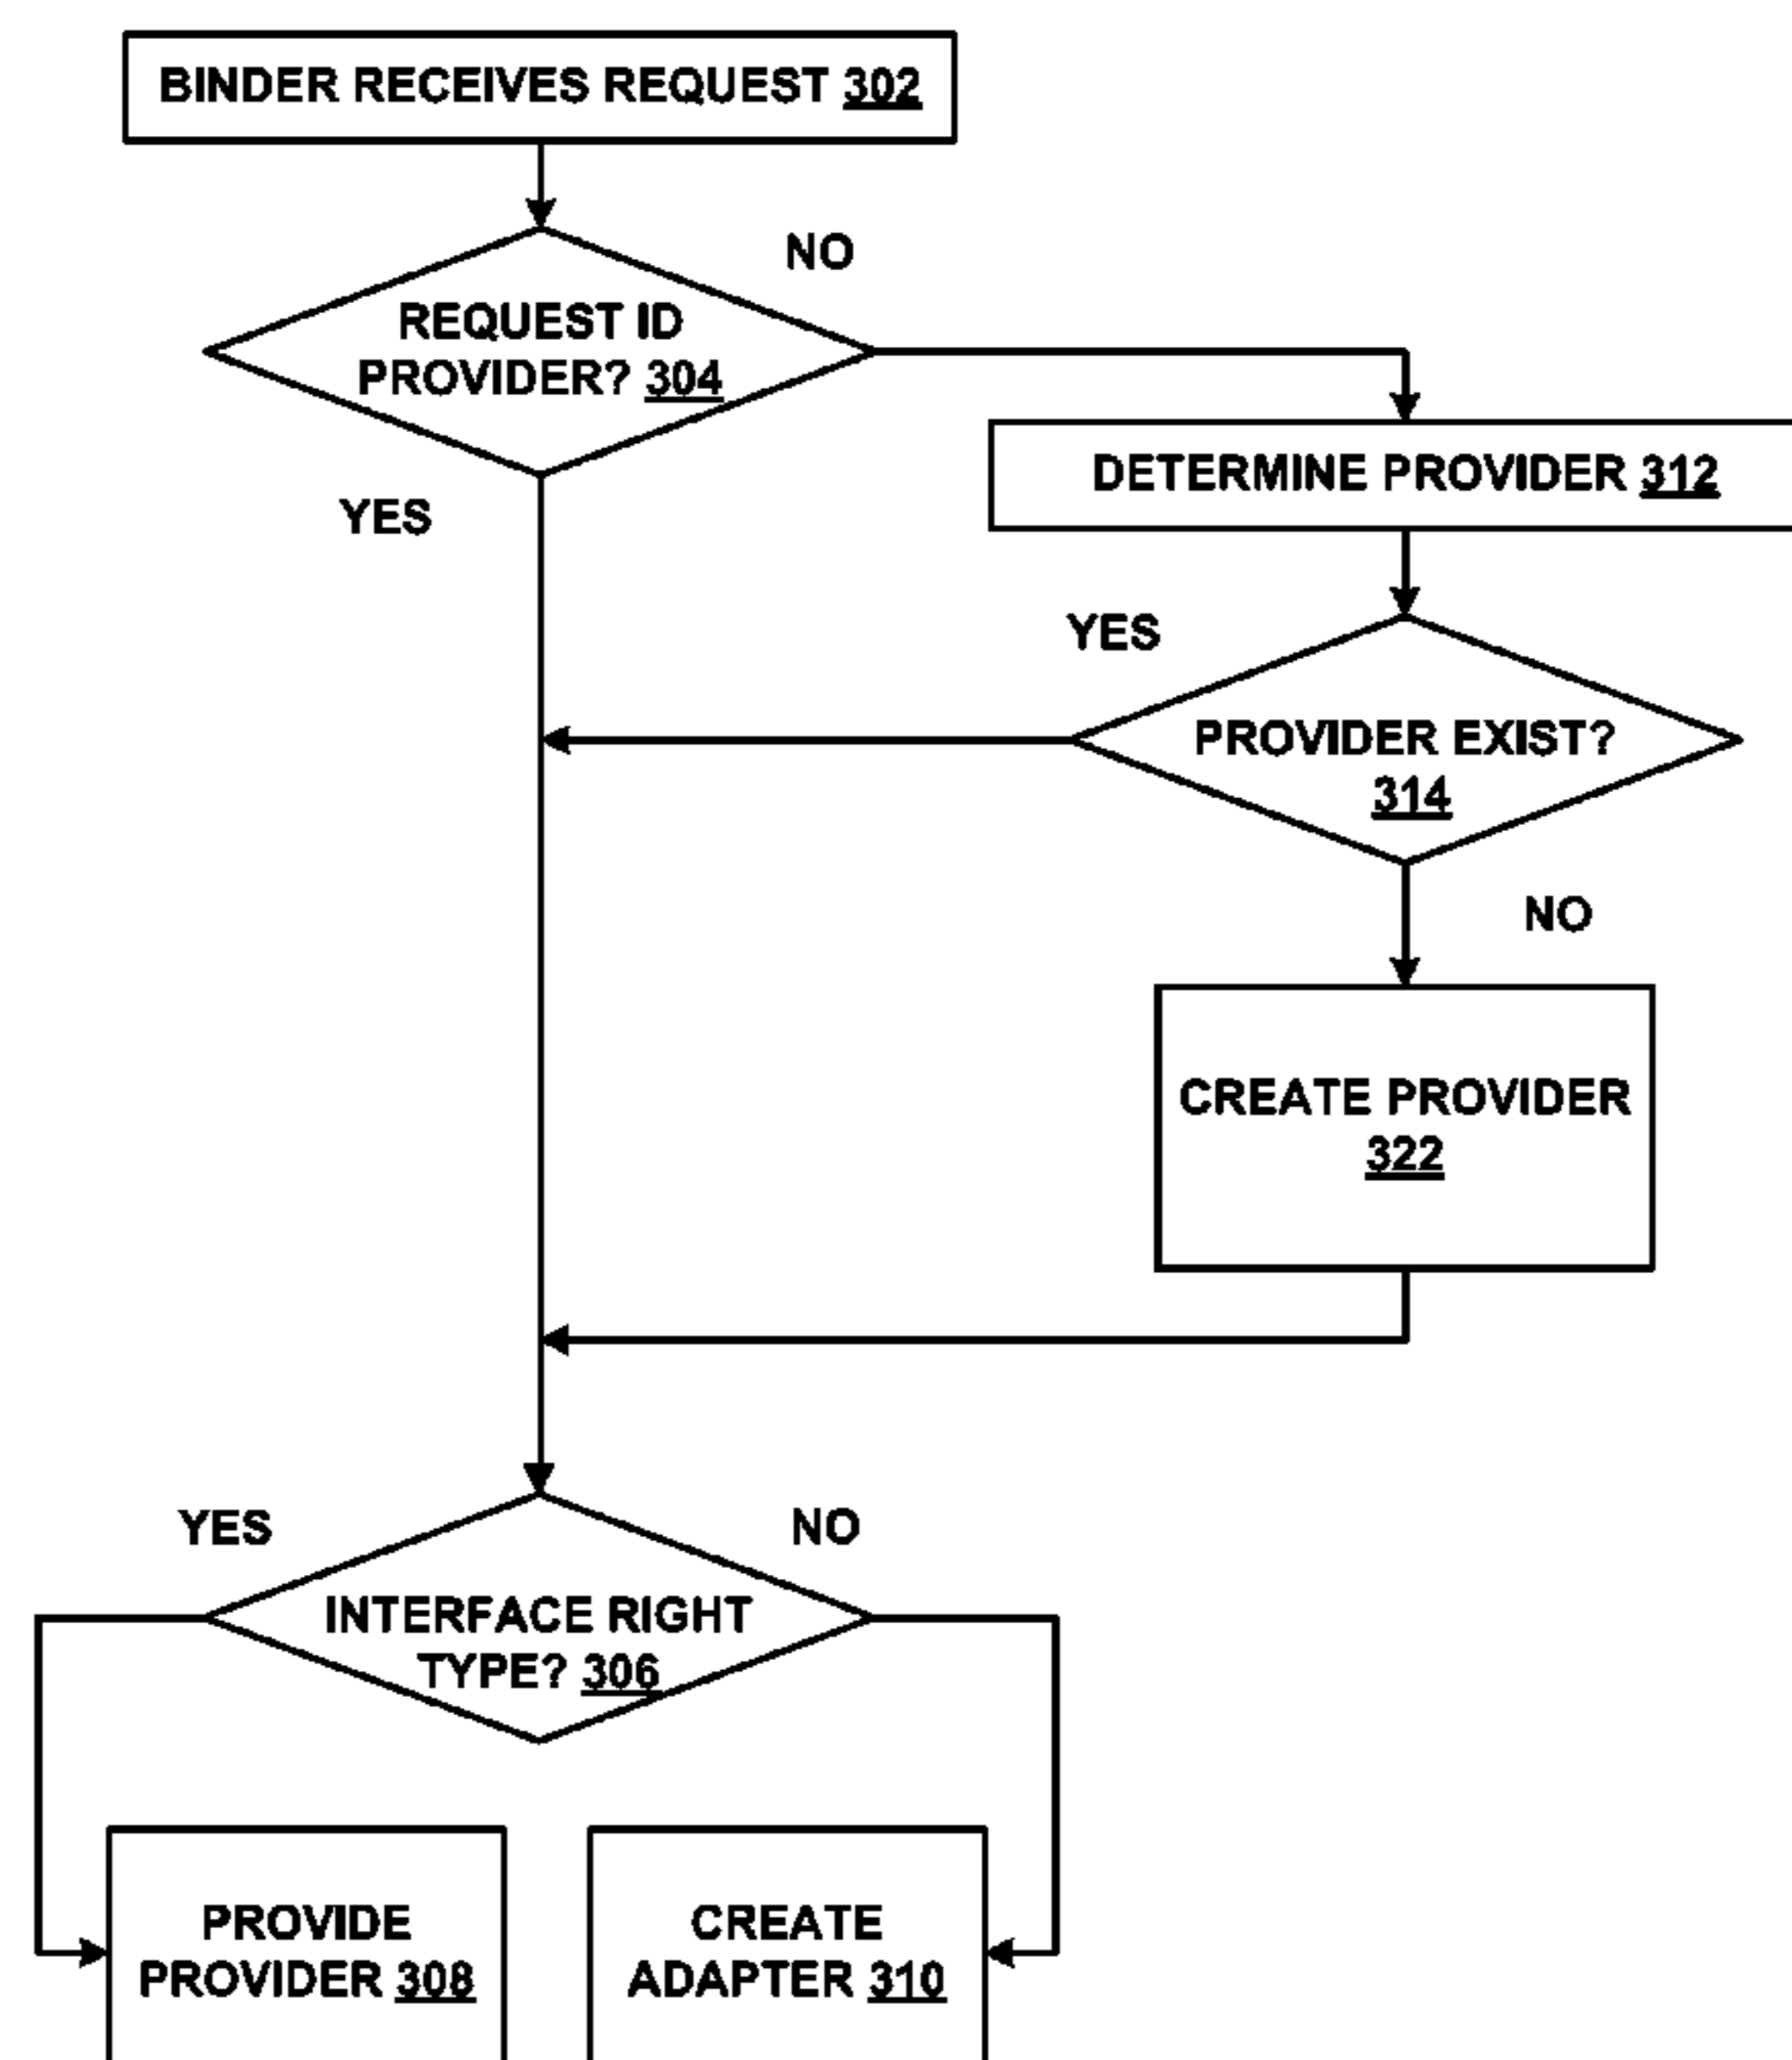 BINDER RECEIVES REQUEST 302
NO
REQUEST ID
PROVIDER? 304
YES
DETERMINE PROVIDER 312
YES
PROVIDER EXIST?
314
NO
CREATE PROVIDER
322
YES
NO
INTERFACE RIGHT
TYPE? 306
PROVIDE
PROVIDER 308
CREATE
ADAPTER 310